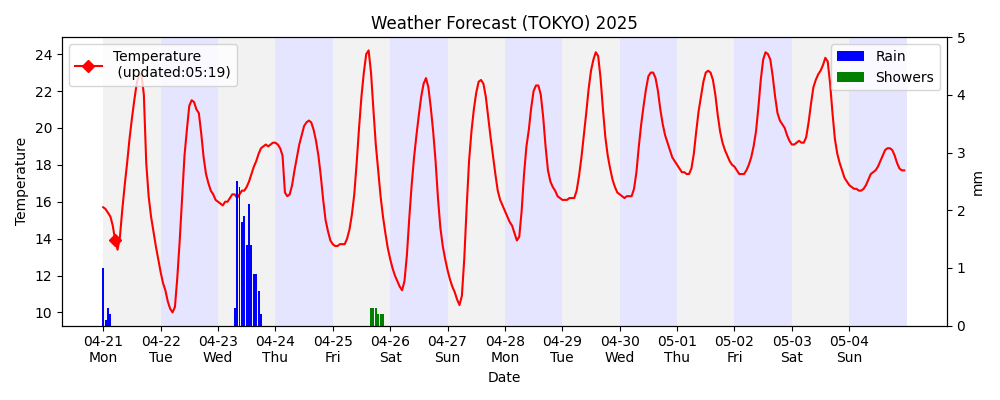 Weather Forecast (TOKYO) 2025
Temperature
(updated:05:19)
Rain
Showers
Temperature
24
22
20
18
16
14
12
10
5
4
3
2
1
0
mm
04-21 04-22 04-23 04-24 04-25 04-26 04-27 04-28 04-29 04-30 05-01 05-02 05-03 05-04
Mon Tue Wed Thu Fri Sat Sun Mon Tue Wed Thu Fri Sat Sun
Date